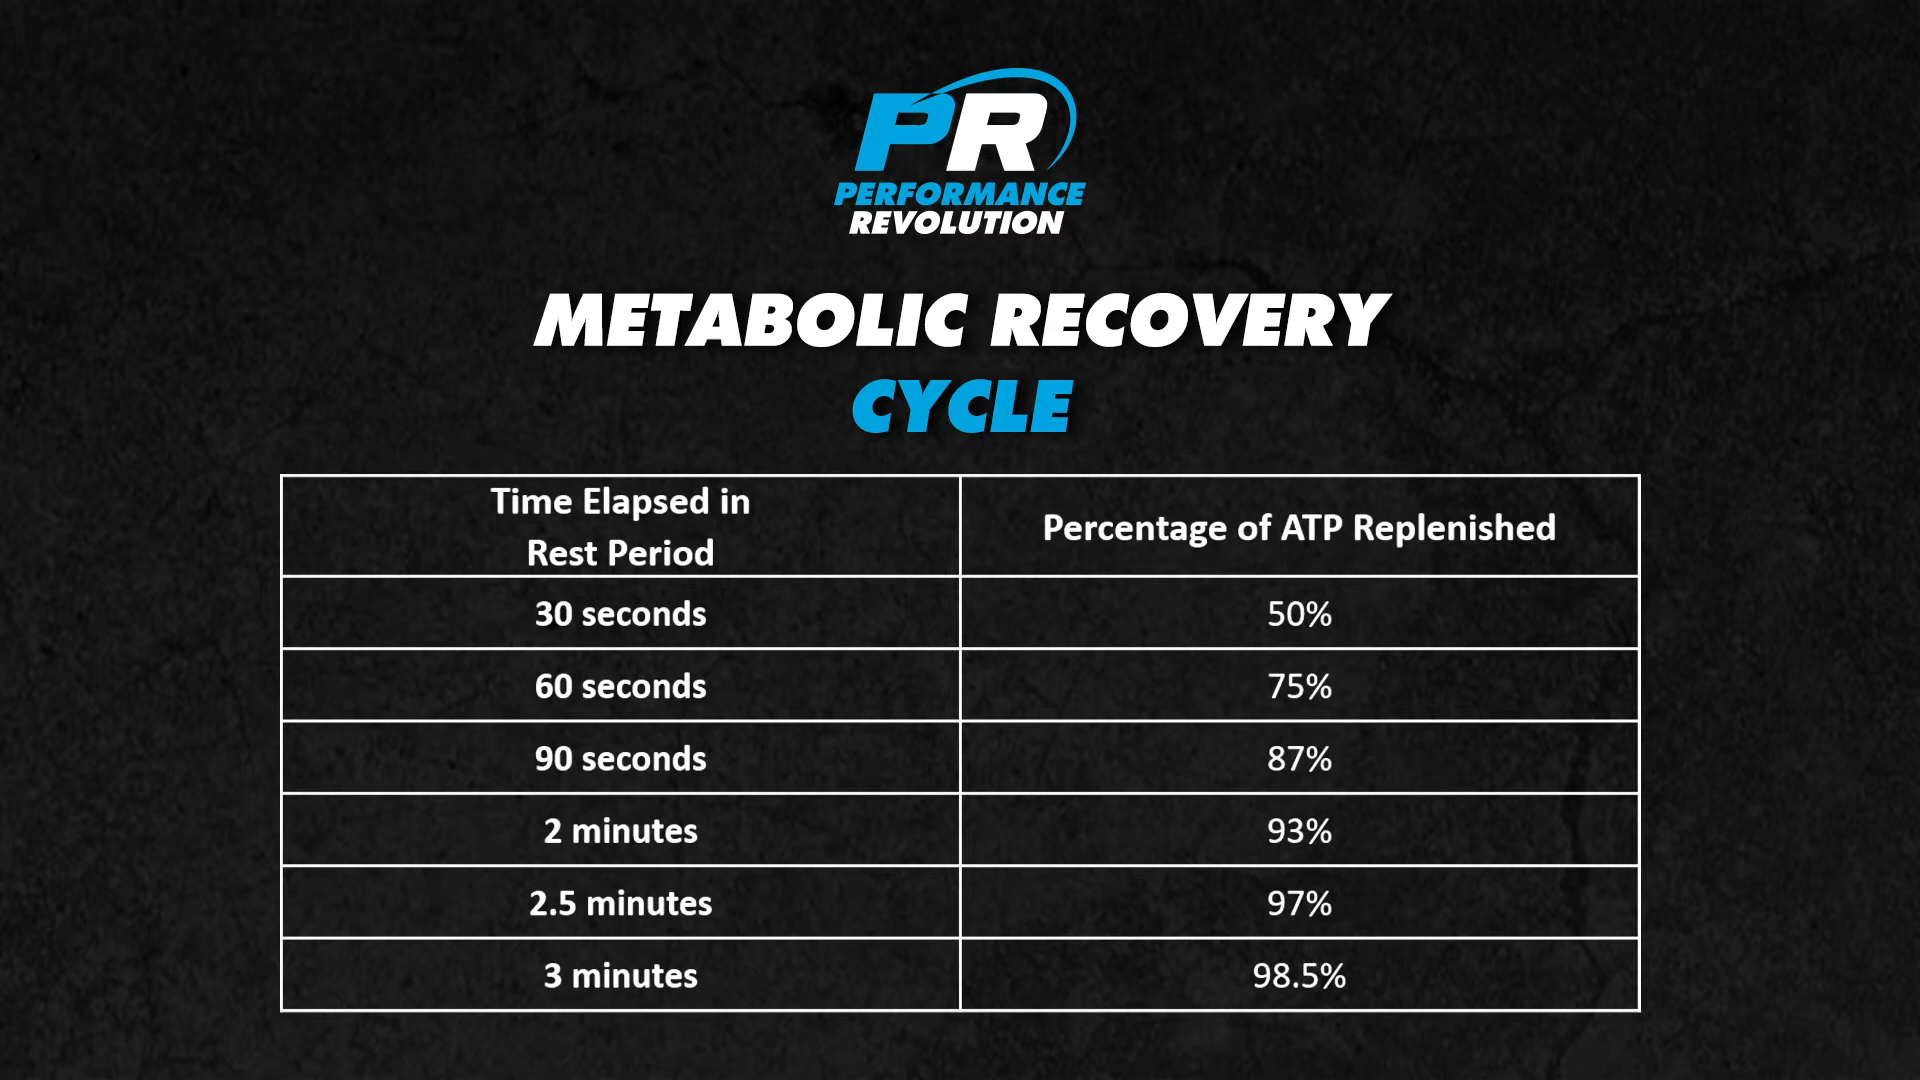 PR
PERFORMANCE
REVOLUTION
METABOLIC RECOVERY
CYCLE
Time Elapsed in
Rest Period
Percentage of ATP Replenished
30 seconds
50%
60 seconds
75%
90 seconds
87%
2 minutes
93%
2.5 minutes
97%
3 minutes
98.5%